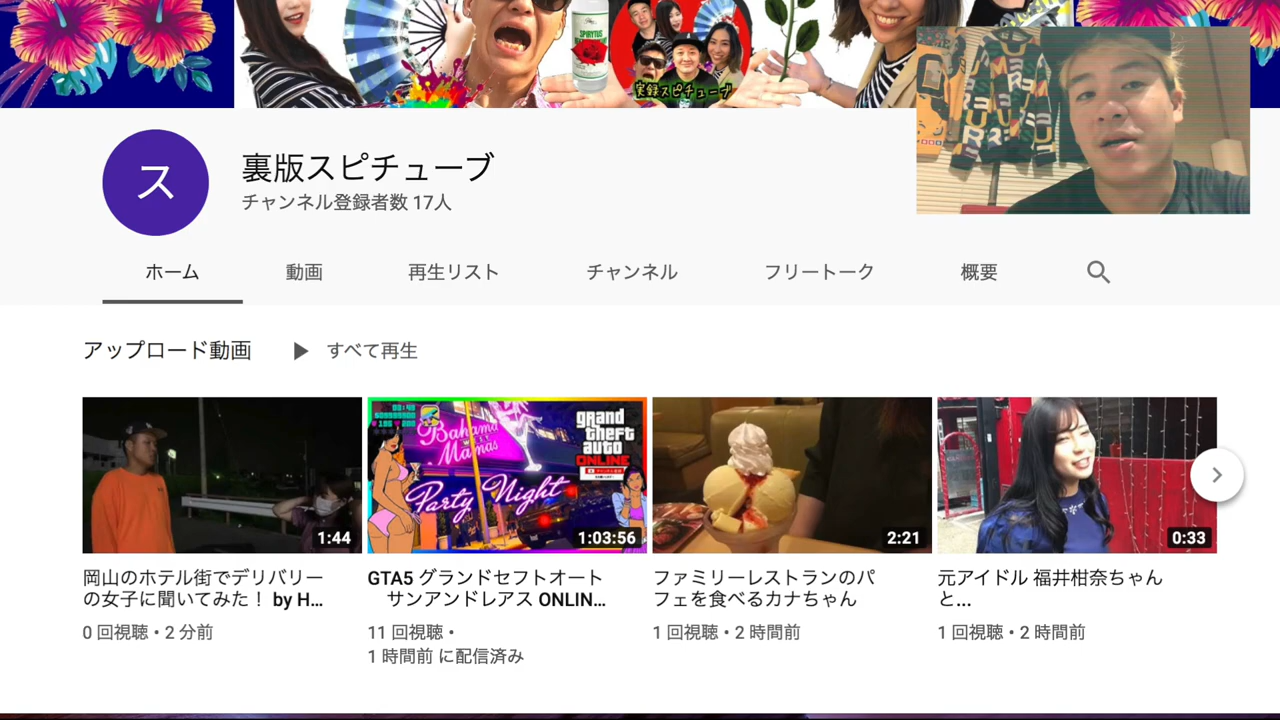 SPIRYTUS
実録スピチューブ
ス
裏版スピチューブ
チャンネル登録者数 17人
ホーム 動画 再生リスト チャンネル フリートーク 概要
アップロード動画 すべて再生
1:44
Bahama
Mamas
Party Night
grand
theft
auto
ONLINE
1:03:56
2:21
0:33
岡山のホテル街でデリバリー
の女子に聞いてみた! by H...
0 回視聴・2 分前
GTA5 グランドセフトオート
サンアンドレアス ONLIN...
11 回視聴・
1 時間前 に配信済み
ファミリーレストランのパ
フェを食べるカナちゃん
1 回視聴・2 時間前
元アイドル 福井柑奈ちゃん
と...
1 回視聴・2 時間前